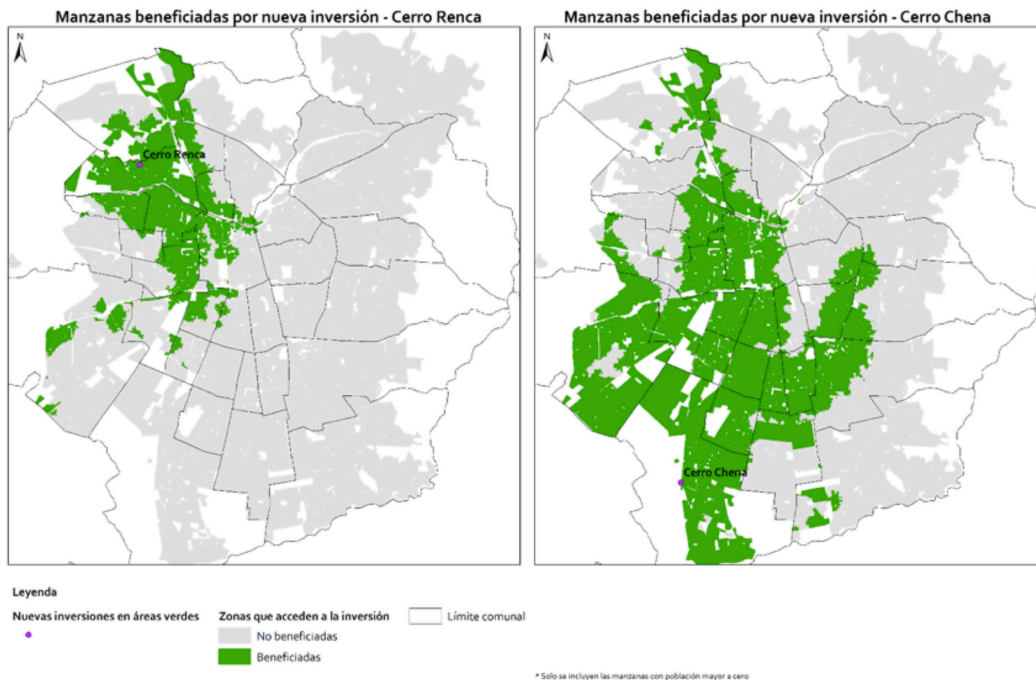 Manzanas beneficiadas por nueva inversión - Cerro Renca
Manzanas beneficiadas por nueva inversión - Cerro Chena
N
N
Cerro Renca
Cerro Chena
Leyenda
Nuevas inversiones en áreas verdes
Zonas que acceden a la inversión
Límite comunal
No beneficiadas
Beneficiadas
* Solo se incluyen las manzanas con población mayor a cero